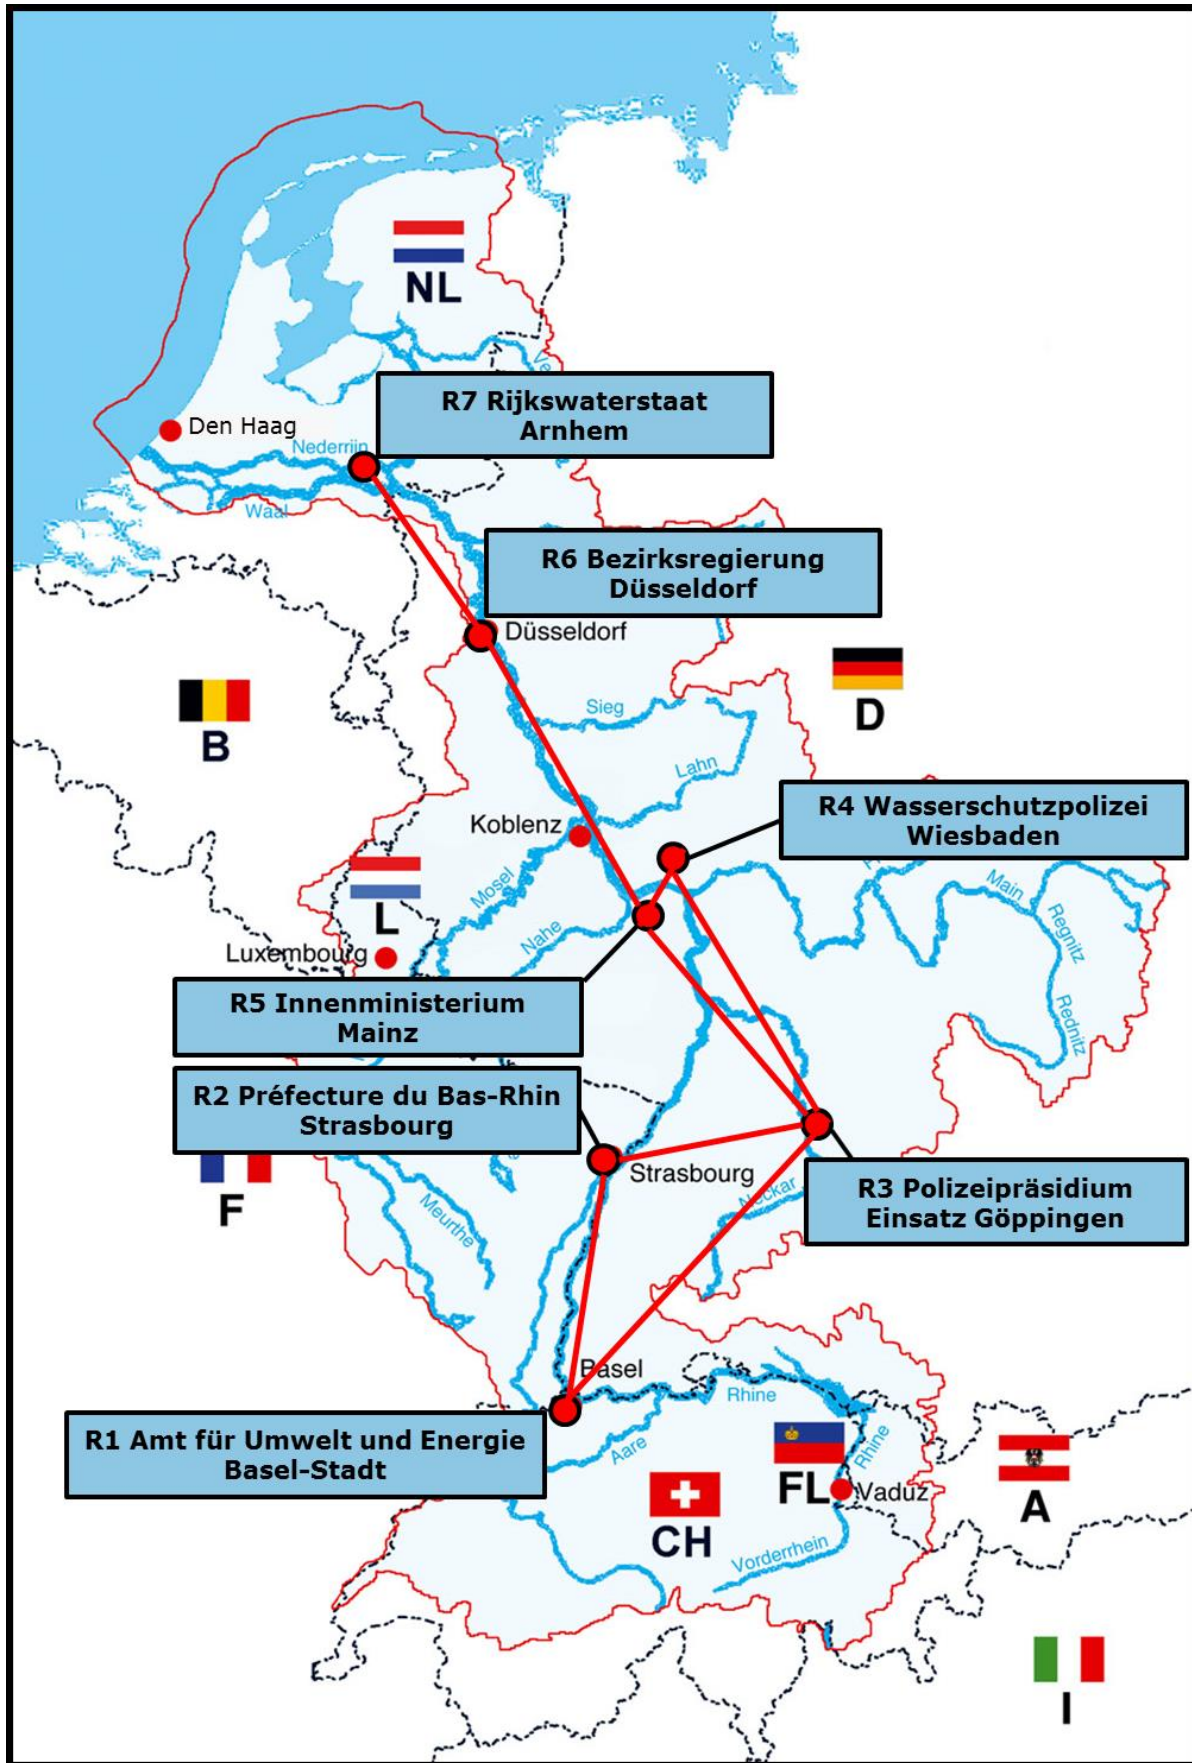 NL
Ve
R7 Rijkswaterstaat
Arnhem
Den Haag
Nederrijn
Waal
R6 Bezirksregierung
Düsseldorf
Düsseldorf
D
B
Sieg
Lahn
R4 Wasserschutzpolizei
Wiesbaden
Koblenz
Mosel
L
Main
Regnitz
Nahe
Luxembourg
Rednitz
R5 Innenministerium
Mainz
R2 Préfecture du Bas-Rhin
Strasbourg
Strasbourg
F
Meurthe
Neckar
R3 Polizeipräsidium
Einsatz Göppingen
Basel
Rhine
Rhine
R1 Amt für Umwelt und Energie
Basel-Stadt
Aare
FL
Vaduz
A
CH
Vorderrhein
I